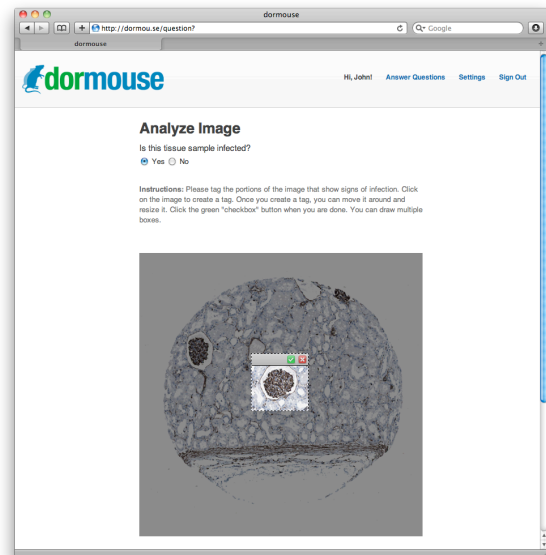 dormouse
http://dormou.se/question?
Google
dormouse
dormouse
Hi, John!
Answer Questions
Settings
Sign Out
Analyze Image
Is this tissue sample infected?
Yes
No
Instructions: Please tag the portions of the image that show signs of infection. Click
on the image to create a tag. Once you create a tag, you can move it around and
resize it. Click the green "checkbox" button when you are done. You can draw multiple
boxes.